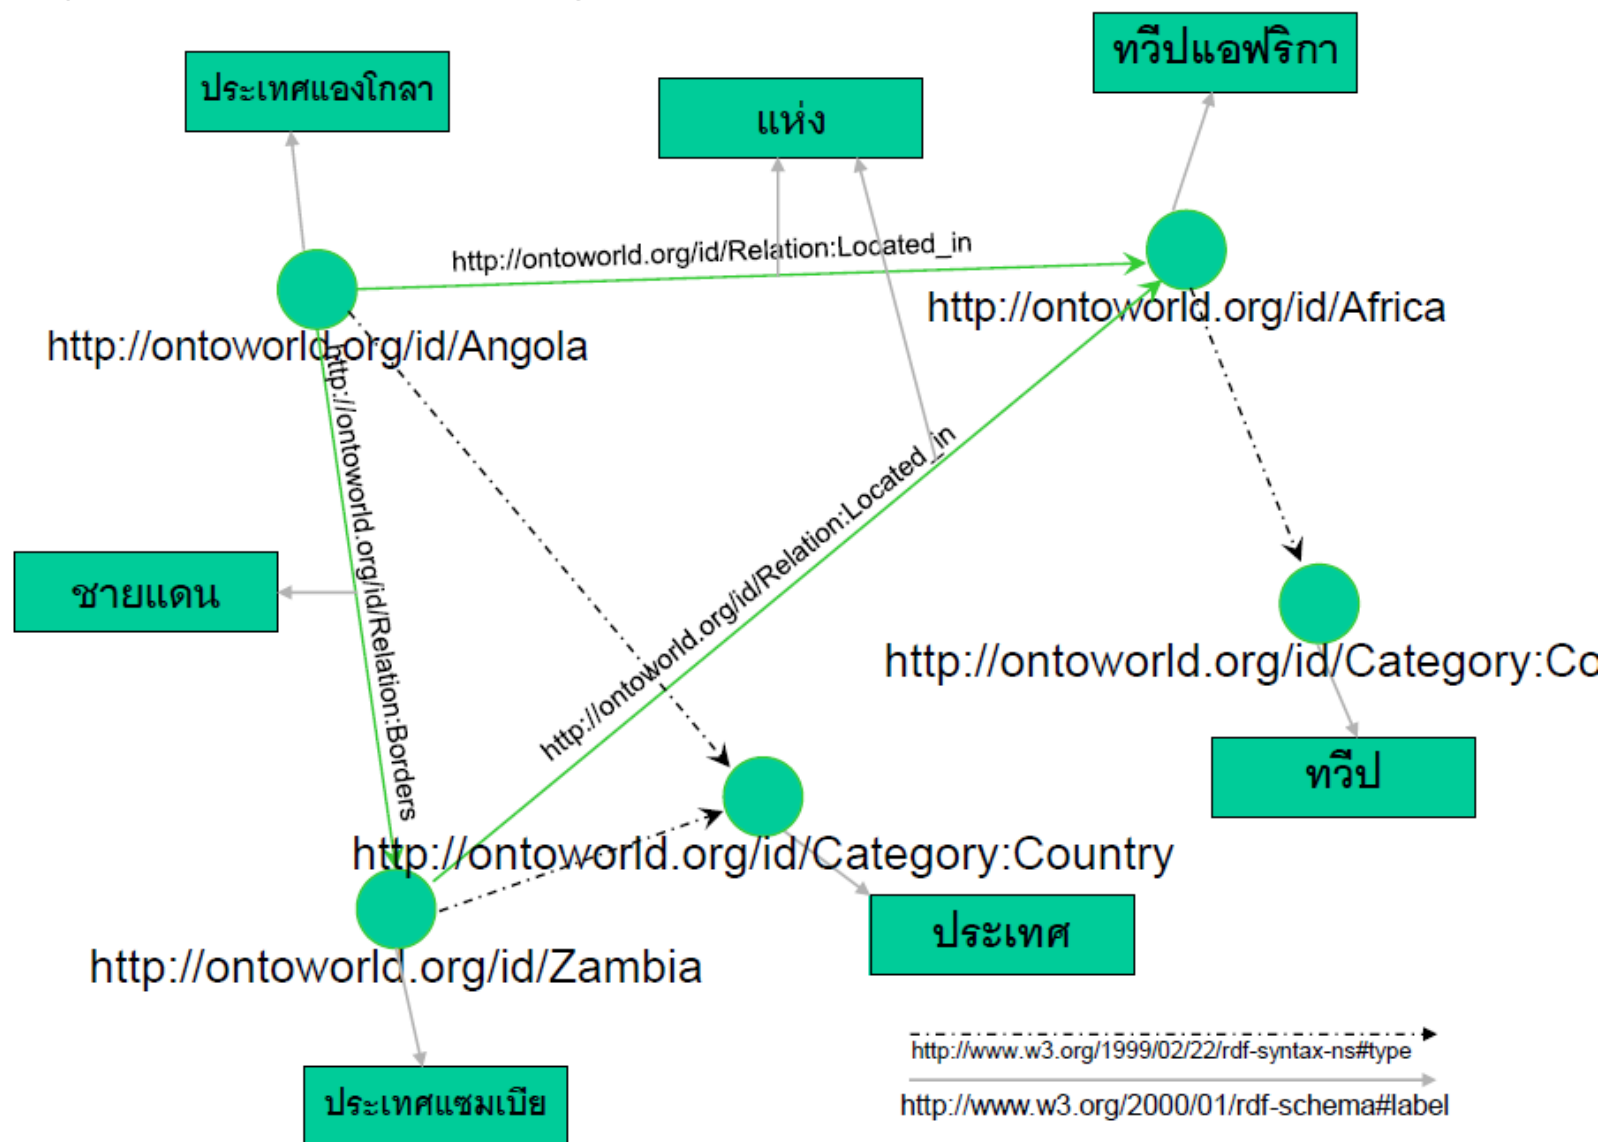 ทวีปแอฟริกา
ประเทศแองโกลา
แห่ง
http://ontoworld.org/id/Relation:Located_in
http://ontoworld.org/id/Africa
http://ontoworld.org/id/Angola
http://ontoworld.org/id/Relation:Borders
http://ontoworld.org/id/Relation:Located_in
ชายแดน
http://ontoworld.org/id/Category:Co
ทวีป
http://ontoworld.org/id/Category:Country
ประเทศ
http://ontoworld.org/id/Zambia
http://www.w3.org/1999/02/22/rdf-syntax-ns#type
ประเทศแซมเบีย
http://www.w3.org/2000/01/rdf-schema#label